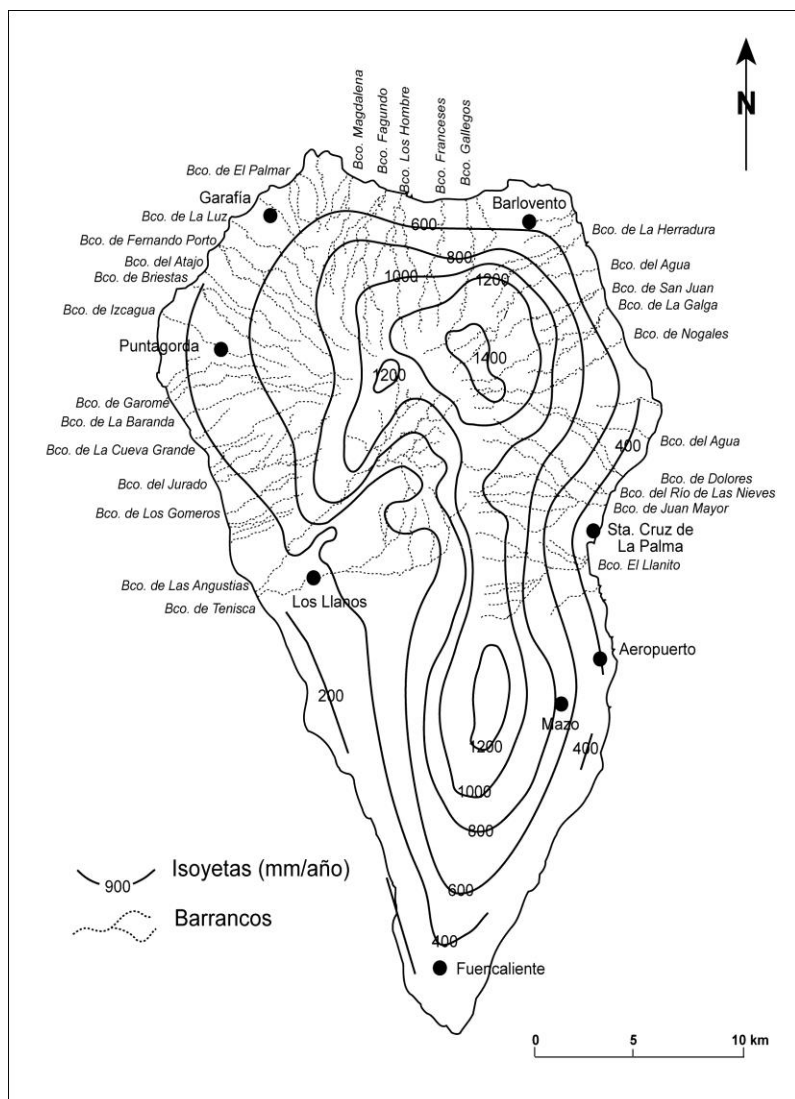 Bco. Magdalena
Bco. Fagundo
Bco. Los Hombre
Bco. Franceses
Bco. Gallegos
N
Bco. de El Palmar
Garafía
Barlovento
Bco. de La Luz
600
Bco. de La Herradura
Bco. de Fernando Porto
800
Bco. del Atajo
Bco. del Agua
Bco. de Briestas
1000
1200
Bco. de San Juan
Bco. de La Galga
Bco. de Izcagua
Bco. de Nogales
Puntagorda
1400
1200
Bco. de Garome
Bco. de La Baranda
400
Bco. del Agua
Bco. de La Cueva Grande
Bco. de Dolores
Bco. del Jurado
Bco. del Río de Las Nieves
Bco. de Juan Mayor
Bco. de Los Gomeros
Sta. Cruz de
La Palma
Bco. El Llanito
Bco. de Las Angustias
Los Llanos
Bco. de Tenisca
Aeropuerto
200
Mazo
1200
400
1000
800
Isoyetas (mm/año)
900
600
Barrancos
400
Fuencaliente
0
5
10 km